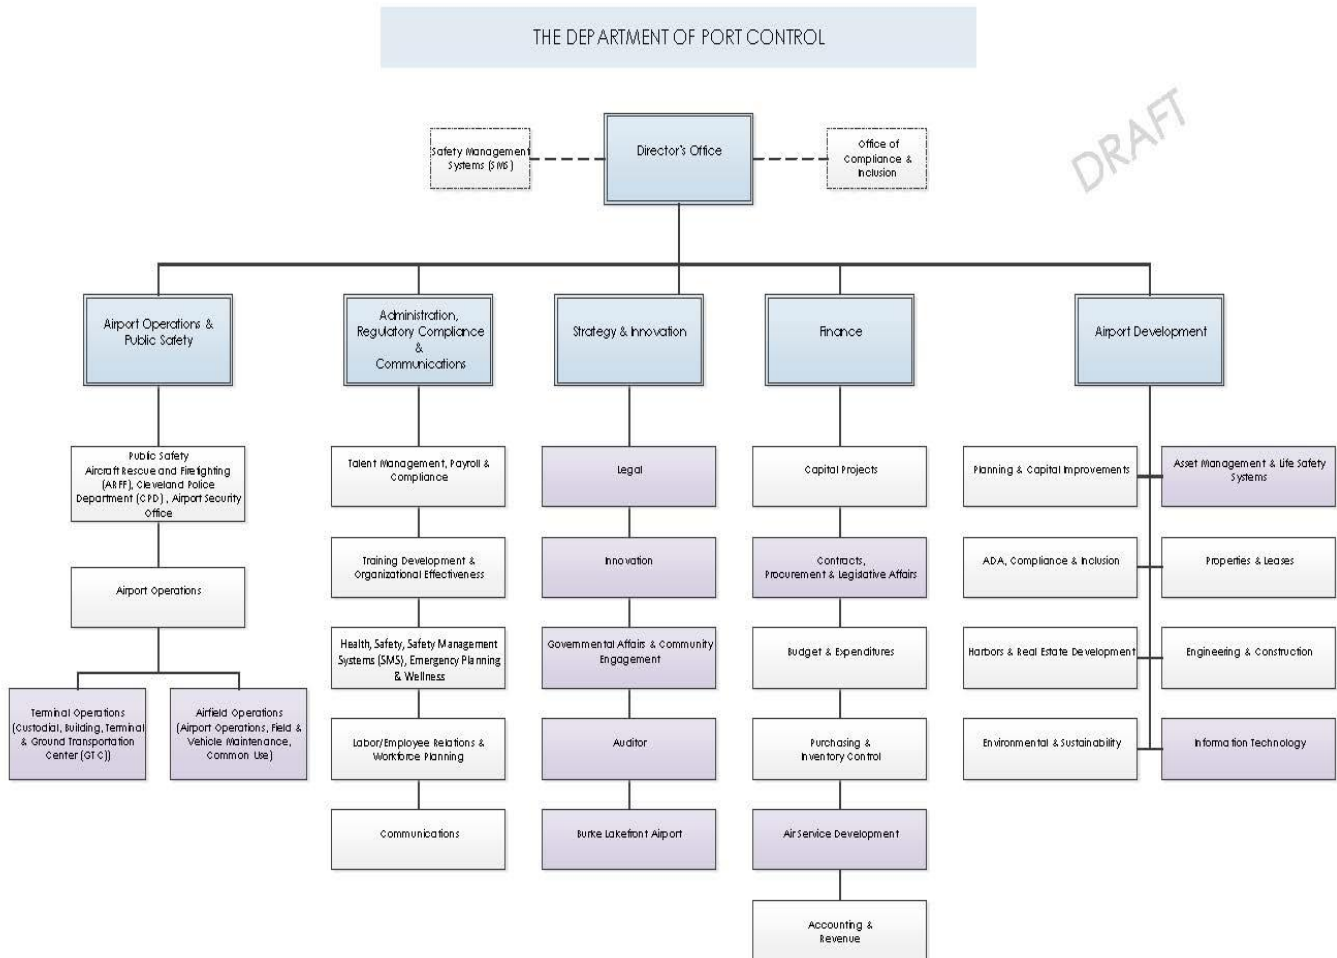 THE DEPARTMENT OF PORT CONTROL
DRAFT
Safety Management
Systems (SMS)
Director's Office
Office of
Compliance &
Inclusion
Airport Operations &
Public Safety
Administration,
Regulatory Compliance
&
Communications
Strategy & Innovation
Finance
Airport Development
Public Safety
Aircraft Rescue and Firefighting
(ARFF), Cleveland Police
Department (CPD) , Airport Security
Office
Airport Operations
Terminal Operations
(Custodial, Building, Terminal
& Ground Transportation
Center (GTC))
Airfield Operations
(Airport Operations, Field &
Vehicle Maintenance,
Common Use)
Talent Management, Payroll &
Compliance
Training Development &
Organizational Effectiveness
Health, Safety, Safety Management
Systems (SMS), Emergency Planning
& Wellness
Labor/Employee Relations &
Workforce Planning
Communications
Legal
Innovation
Governmental Affairs & Community
Engagement
Auditor
Burke Lakefront Airport
Capital Projects
Contracts,
Procurement & Legislative Affairs
Budget & Expenditures
Purchasing &
Inventory Control
Air Service Development
Accounting &
Revenue
Planning & Capital Improvements
Asset Management & Life Safety
Systems
ADA, Compliance & Inclusion
Properties & Leases
Harbors & Real Estate Development
Engineering & Construction
Environmental & Sustainability
Information Technology